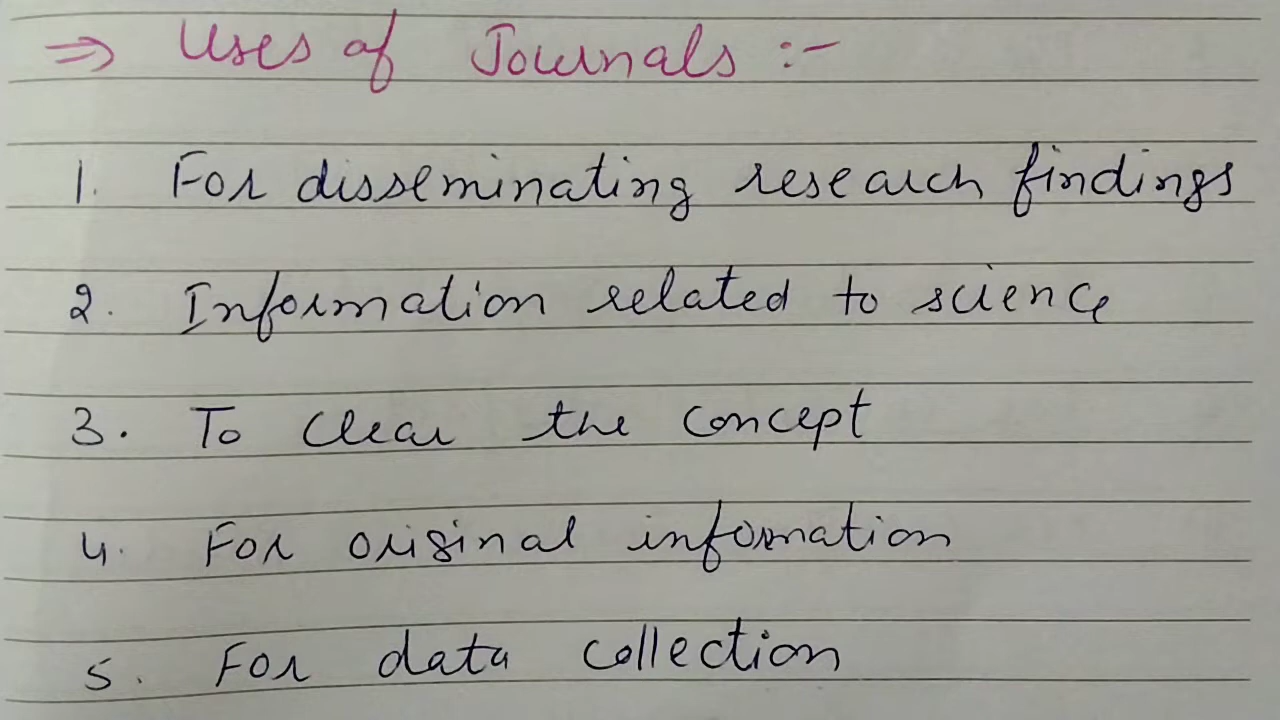 ⇒ Uses of Journals :-
1. For disseminating research findings
2. Information related to science
3. To clear the concept
4. For original information
5. For data collection